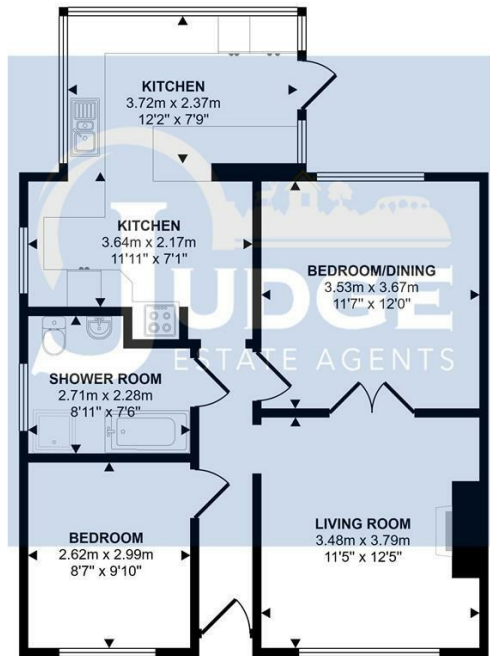 KITCHEN
3.72m x 2.37m
12'2" x 7'9"
KITCHEN
3.64m x 2.17m
11'11" x 7'1"
BEDROOM/DINING
3.53m x 3.67m
11'7" x 12'0"
JUDGE
ESTATE AGENTS
SHOWER ROOM
2.71m x 2.28m
8'11" x 7'6"
BEDROOM
2.62m x 2.99m
8'7" x 9'10"
LIVING ROOM
3.48m x 3.79m
11'5" x 12'5"